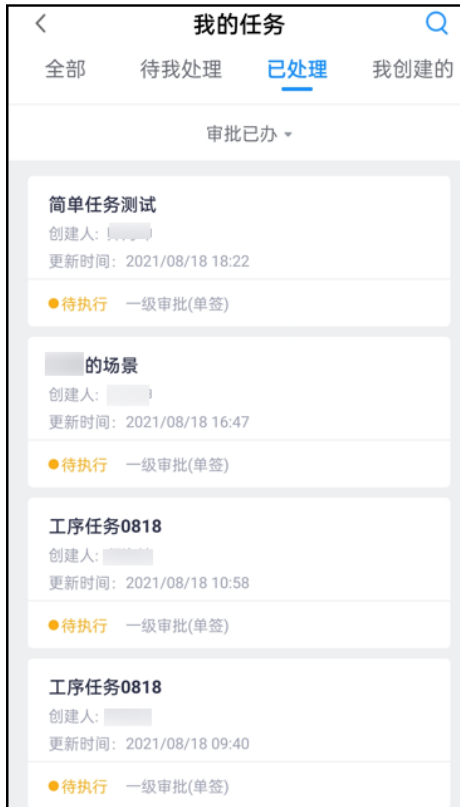 我的任务
全部 待我处理 已处理 我创建的
审批已办
简单任务测试
创建人:
更新时间: 2021/08/18 18:22
待执行 一级审批(单签)
的场景
创建人:
更新时间: 2021/08/18 16:47
待执行 一级审批(单签)
工序任务0818
创建人:
更新时间: 2021/08/18 10:58
待执行 一级审批(单签)
工序任务0818
创建人:
更新时间: 2021/08/18 09:40
待执行 一级审批(单签)